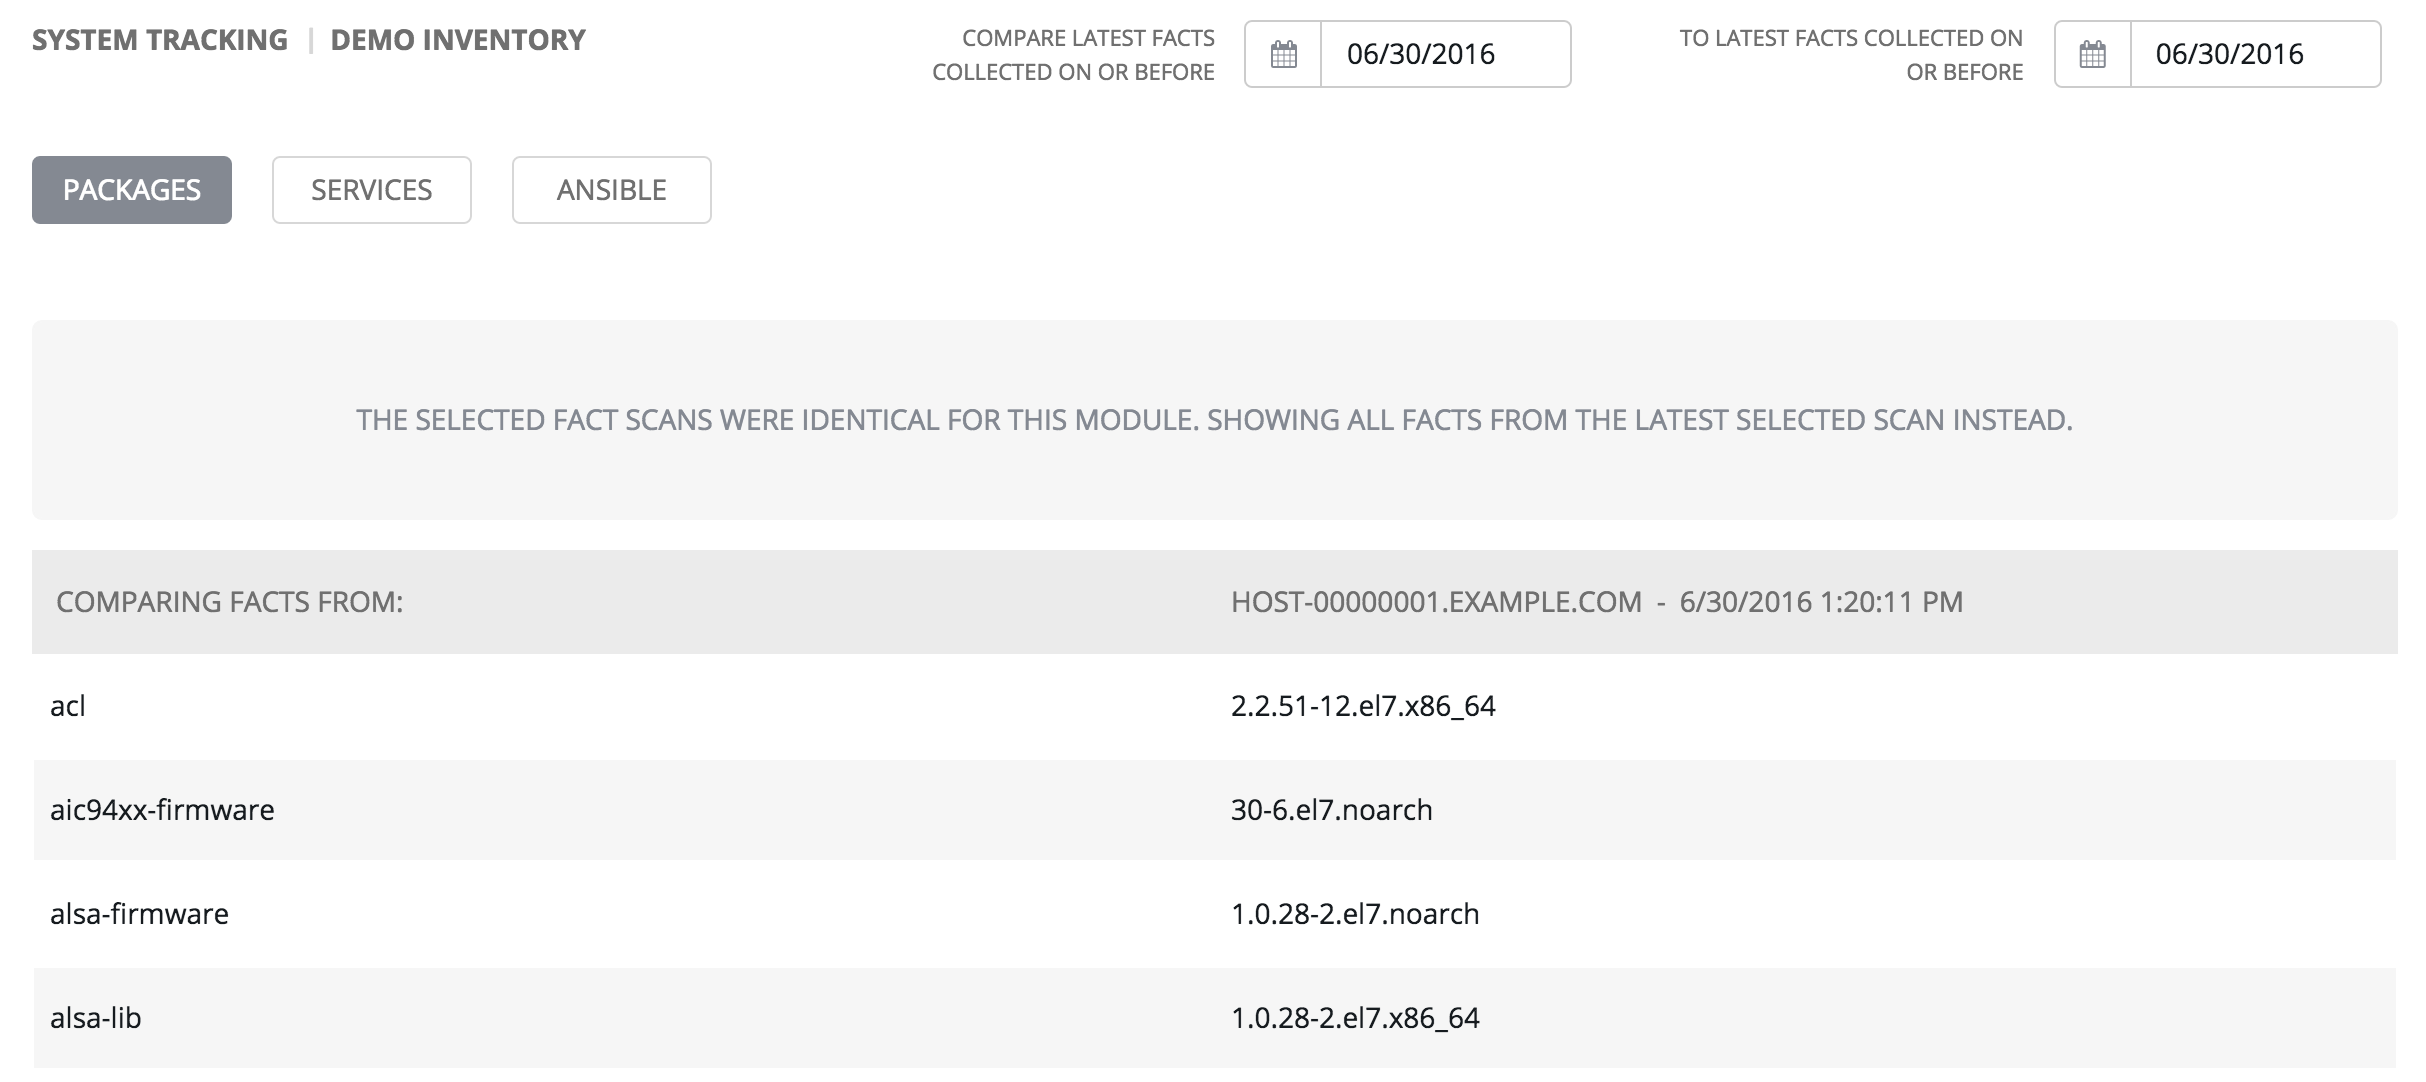 SYSTEM TRACKING | DEMO INVENTORY
COMPARE LATEST FACTS
COLLECTED ON OR BEFORE
06/30/2016
TO LATEST FACTS COLLECTED ON
OR BEFORE
06/30/2016
PACKAGES
SERVICES
ANSIBLE
THE SELECTED FACT SCANS WERE IDENTICAL FOR THIS MODULE. SHOWING ALL FACTS FROM THE LATEST SELECTED SCAN INSTEAD.
COMPARING FACTS FROM: HOST-00000001.EXAMPLE.COM - 6/30/2016 1:20:11 PM
acl 2.2.51-12.el7.x86_64
aic94xx-firmware 30-6.el7.noarch
alsa-firmware 1.0.28-2.el7.noarch
alsa-lib 1.0.28-2.el7.x86_64